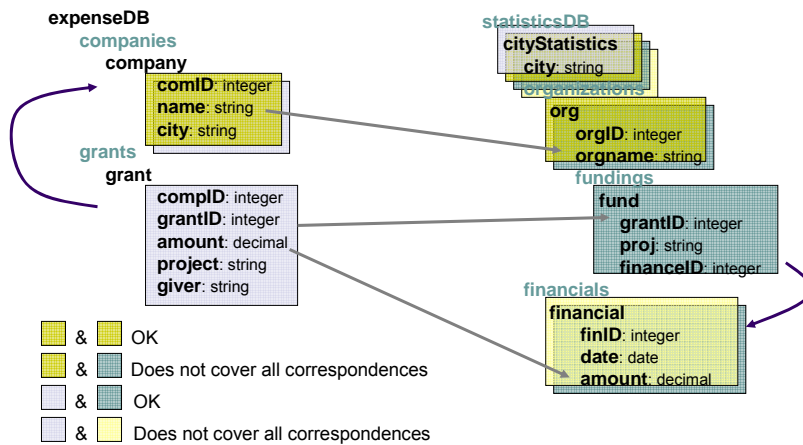 expenseDB
companies
company
comID: integer
name: string
city: string
grants
grant
compID: integer
grantID: integer
amount: decimal
project: string
giver: string
statisticsDB
cityStatistics
city: string
organizations
org
orgID: integer
orgname: string
fundings
fund
grantID: integer
proj: string
financeID: integer
financials
financial
finID: integer
date: date
amount: decimal
& OK
& Does not cover all correspondences
& OK
& Does not cover all correspondences